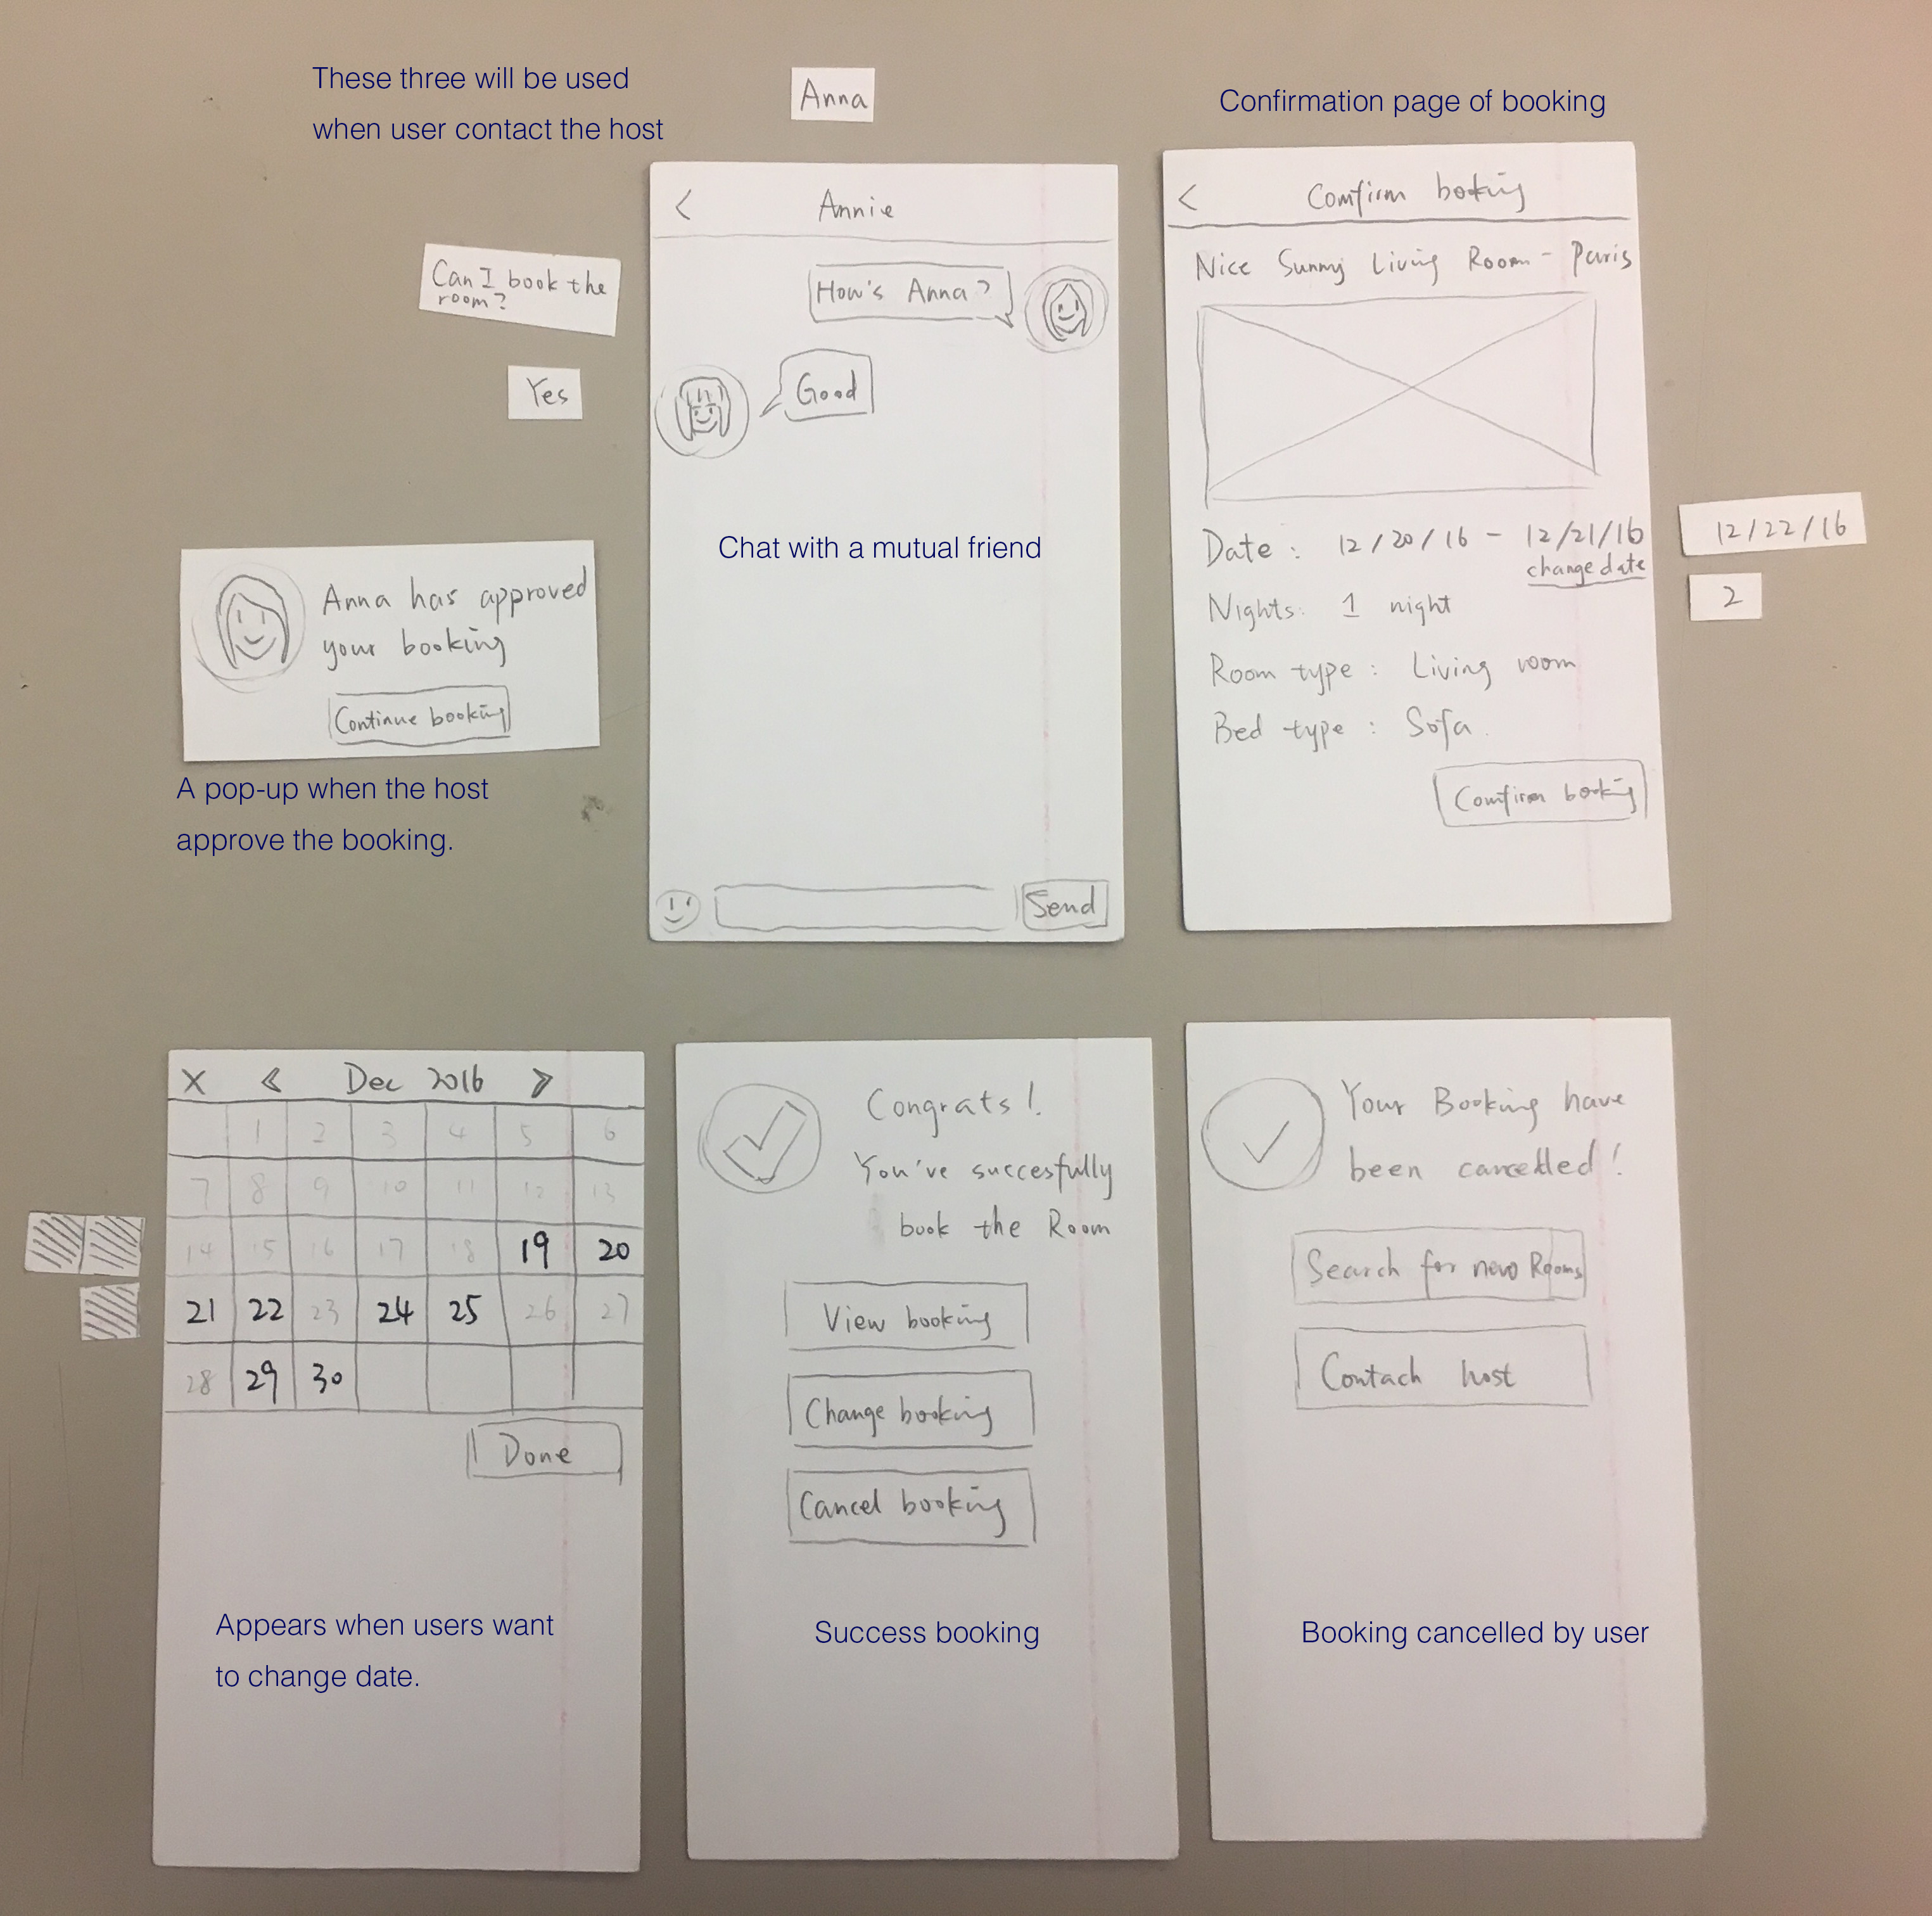 These three will be used
when user contact the host
Anna
Can I book the
room?
Yes
<
Annie
How's Anna?
Good
Chat with a mutual friend
Send
Anna has approved
your booking
Continue booking
A pop-up when the host
approve the booking.
Confirmation page of booking
<
Comfirm booking
Nice Sunny Living Room - Paris
Date : 12/20/16 - 12/21/16
change date
Nights: 1 night
Room type : Living room
Bed type : Sofa.
Comfirm booking
12/22/16
2
X « Dec 2016 »
1 2 3 4 5 6
7 8 9 10 11 12 13
14 15 16 17 18 19 20
21 22 23 24 25 26 27
28 29 30
Done
Appears when users want
to change date.
Congrats!
You've succesfully
book the Room
View booking
Change booking
Cancel booking
Success booking
Your Booking have
been cancelled!
Search for new Rooms
Contach host
Booking cancelled by user